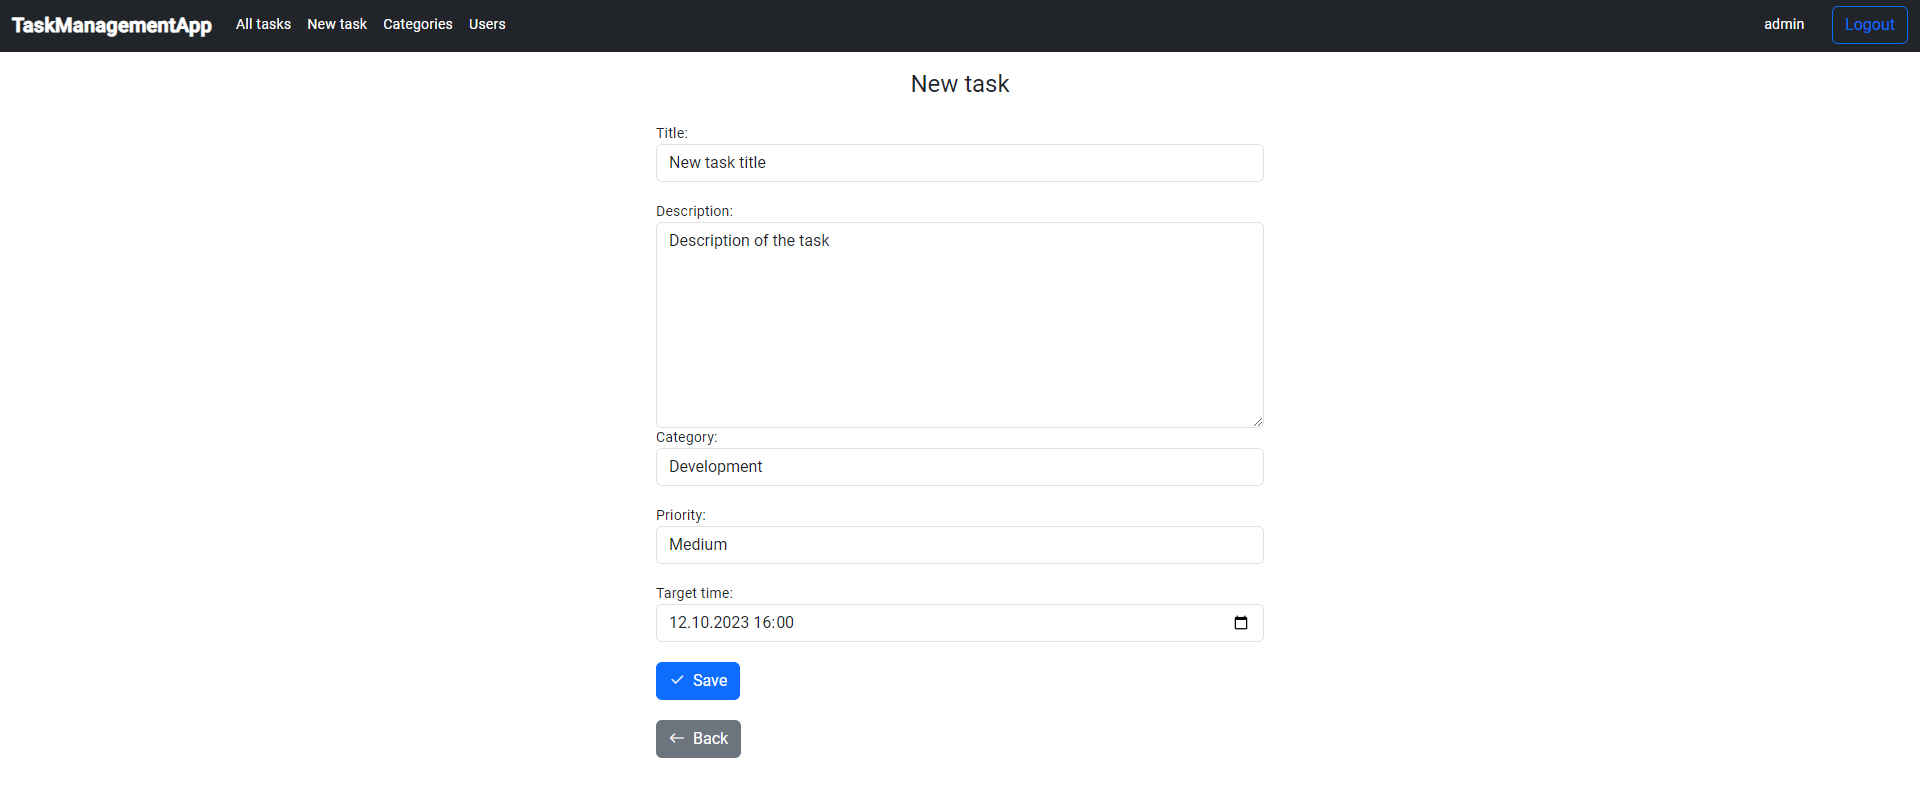 TaskManagementApp All tasks New task Categories Users admin Logout
New task
Title:
New task title
Description:
Description of the task
Category:
Development
Priority:
Medium
Target time:
12.10.2023 16:00
Save
Back